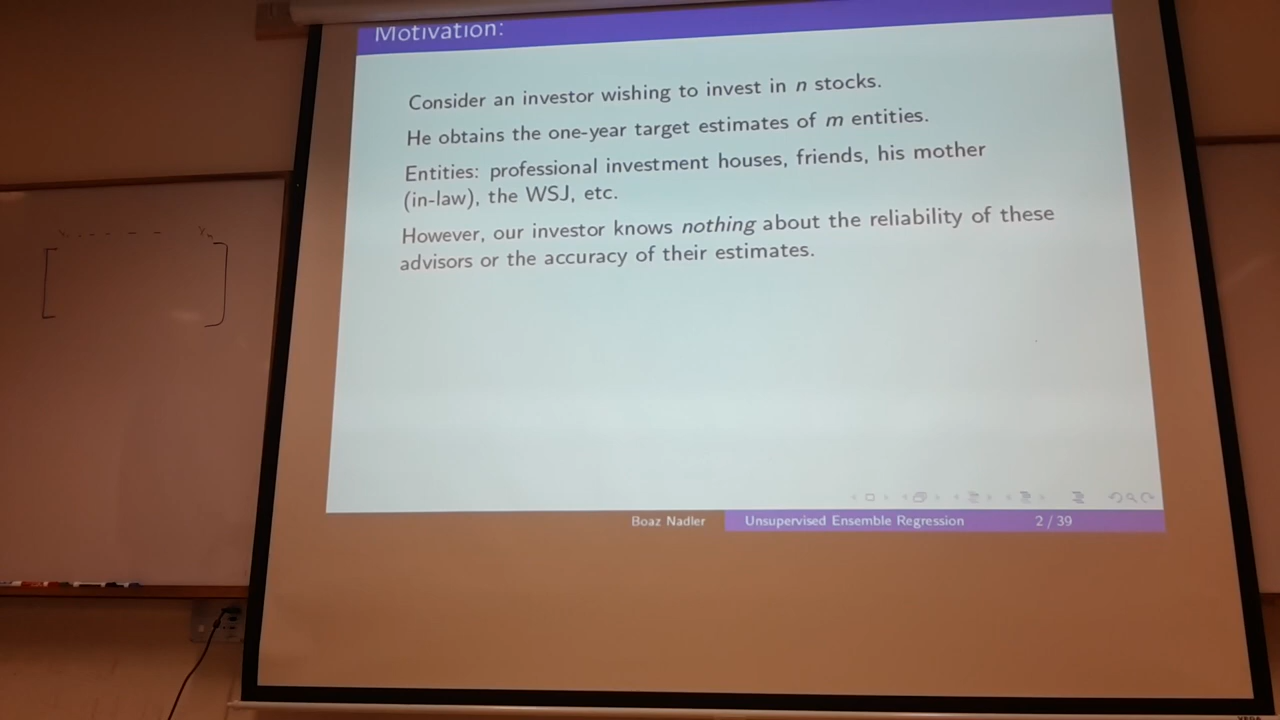 Motivation:
Consider an investor wishing to invest in n stocks.
He obtains the one-year target estimates of m entities.
Entities: professional investment houses, friends, his mother
(in-law), the WSJ, etc.
However, our investor knows nothing about the reliability of these
advisors or the accuracy of their estimates.
Boaz Nadler Unsupervised Ensemble Regression 2 / 39